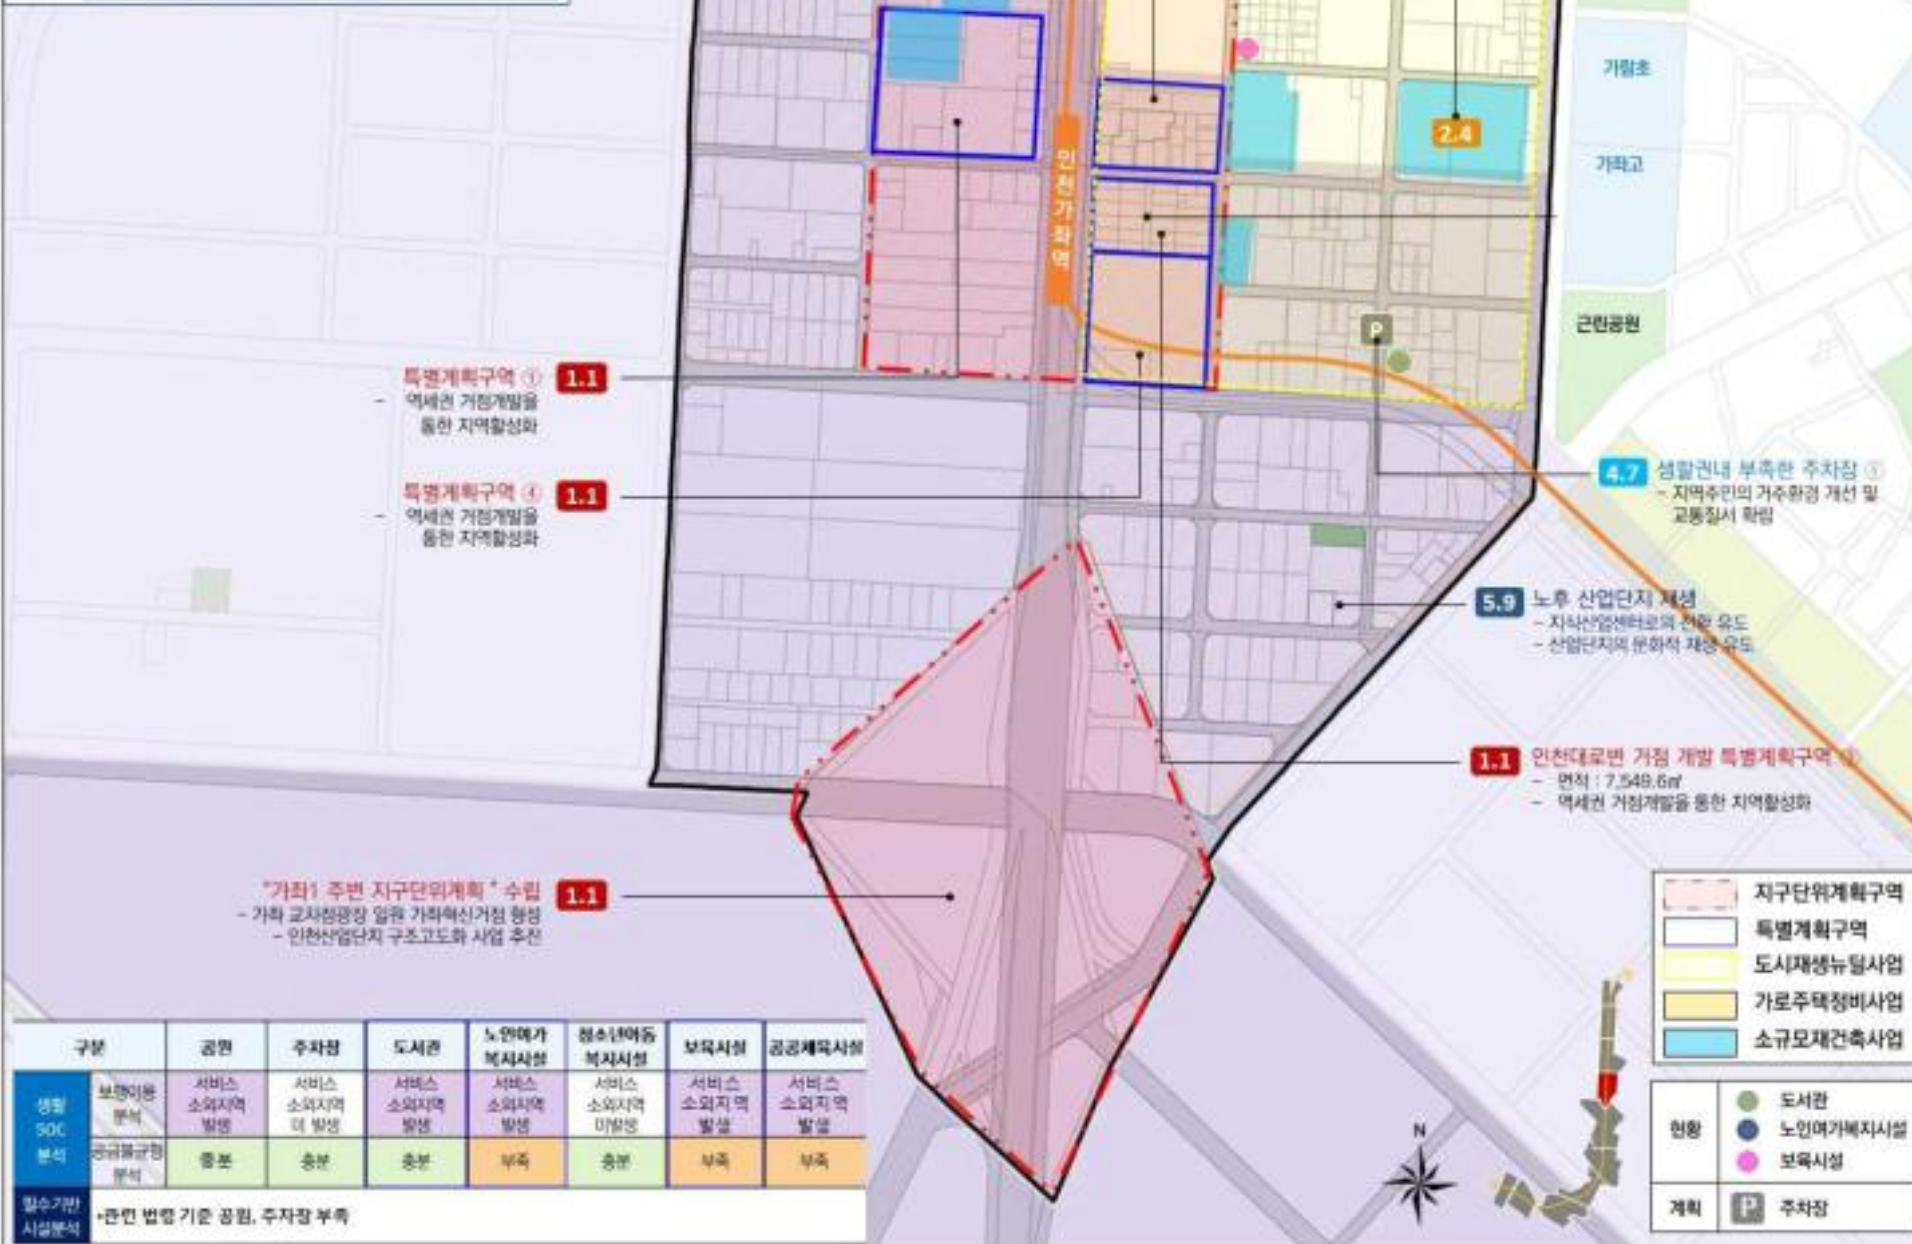 가람초
2.4
가좌고
인천가좌역
P
근린공원
특별계획구역 ① 1.1
- 역세권 거점개발을
통한 지역활성화
특별계획구역 ④ 1.1
- 역세권 거점개발을
통한 지역활성화
4.7 생활권내 부족한 주차장
- 지역주민의 거주환경 개선 및
교통질서 확립
5.9 노후 산업단지 재생
- 지식산업센터로의 전환 유도
- 산업단지의 문화적 재생 유도
1.1 인천대로변 거점 개발 특별계획구역
- 면적 : 7,549.6㎡
- 역세권 거점개발을 통한 지역활성화
"가좌1 주변 지구단위계획" 수립 1.1
- 가좌 교차점광장 일원 가좌혁신거점 형성
- 인천산업단지 구조고도화 사업 추진
지구단위계획구역
특별계획구역
도시재생뉴딜사업
가로주택정비사업
소규모재건축사업
현황
도서관
노인여가복지시설
보육시설
계획
P 주차장
N
구분 공원 주차장 도서관 노인여가 복지시설 청소년아동 복지시설 보육시설 공공체육시설
생활 SOC 분석
보행이용 분석 서비스 소외지역 발생 서비스 소외지역 미 발생 서비스 소외지역 발생 서비스 소외지역 발생 서비스 소외지역 미발생 서비스 소외지역 발생 서비스 소외지역 발생
공급불균형 분석 충분 충분 충분 부족 충분 부족 부족
필수기반 시설분석 •관련 법령 기준 공원, 주차장 부족